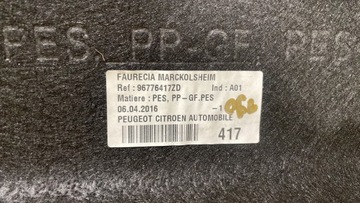 PES, PP-GF, PES
FAURECIA MARCKOLSHEIM
Ref : 96776417ZD Ind : A01
Matiere : PES, PP-GF.PES
06.04.2016
PEUGEOT CITROEN AUTOMOBILE
417